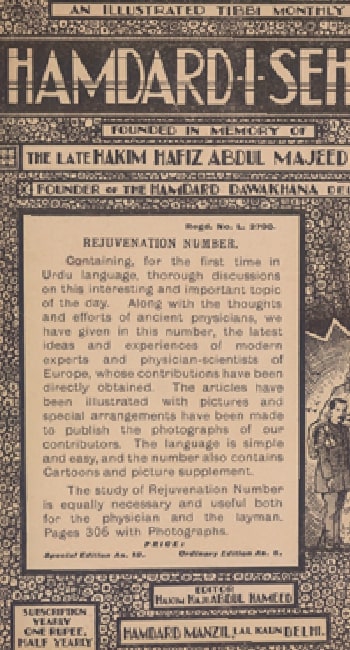 AN ILLUSTRATED TIBBI MONTHLY
HAMDARD-I-SEH
FOUNDED IN MEMORY OF
THE LATE HAKIM HAFIZ ABDUL MAJEED
FOUNDER OF THE HAMDARD DAWAKHANA DEL
Regd. No. L. 3790.
REJUVENATION NUMBER.
Containing, for the first time in
Urdu language, thorough discussions
on this interesting and important topic
of the day. Along with the thoughts
and efforts of ancient physicians, we
have given in this number, the latest
ideas and experiences of modern
experts and physician-scientists of
Europe, whose contributions have been
directly obtained. The articles have
been illustrated with pictures and
special arrangements have been made
to publish the photographs of our
contributors. The language is simple
and easy, and the number also contains
Cartoons and picture supplement.
The study of Rejuvenation Number
is equally necessary and useful both
for the physician and the layman.
Pages 306 with Photographs.
PRICE:
Special Edition As. 10. Ordinary Edition As. 8.
EDITOR
HAKIM HAJI ABDUL HAMEED
SUBSCRIPTION
YEARLY
ONE RUPEE,
HALF YEARLY
HAMDARD MANZIL, LAL KAUN DELHI.